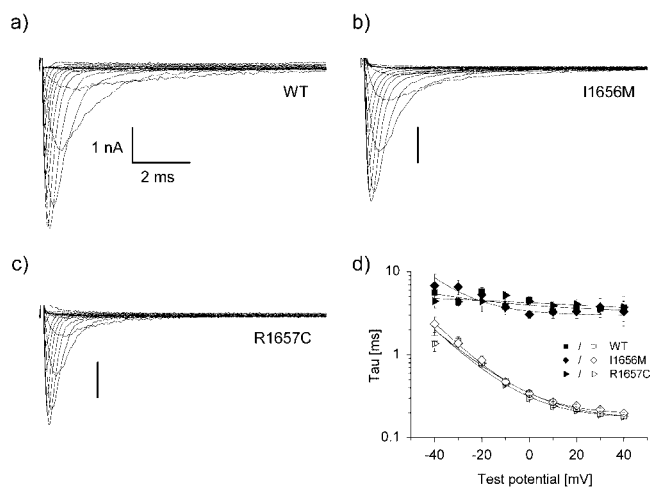 a)
WT
1 nA
2 ms
b)
I1656M
c)
R1657C
d)
Tau [ms]
10
1
0.1
-40
-20
0
20
40
Test potential [mV]
/ WT
/ I1656M
/ R1657C